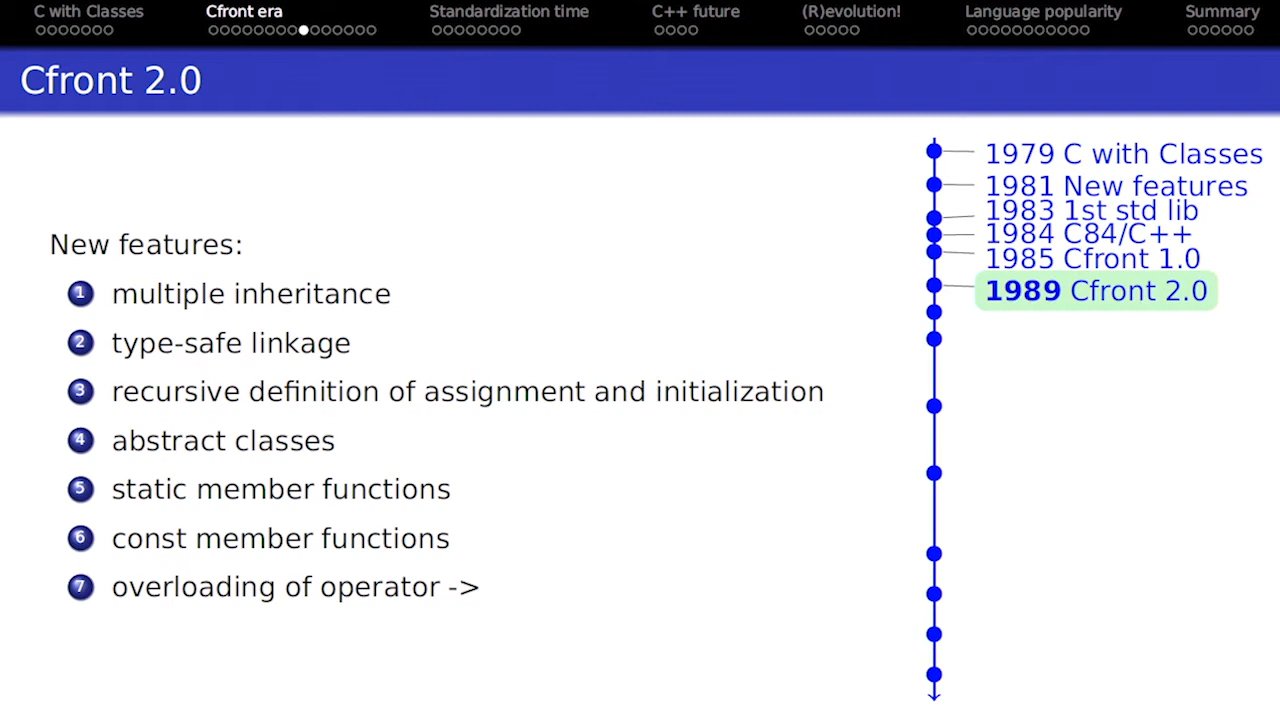 C with Classes Cfront era Standardization time C++ future (R)evolution! Language popularity Summary
Cfront 2.0
New features:
1 multiple inheritance
2 type-safe linkage
3 recursive definition of assignment and initialization
4 abstract classes
5 static member functions
6 const member functions
7 overloading of operator ->
1979 C with Classes
1981 New features
1983 1st std lib
1984 C84/C++
1985 Cfront 1.0
1989 Cfront 2.0